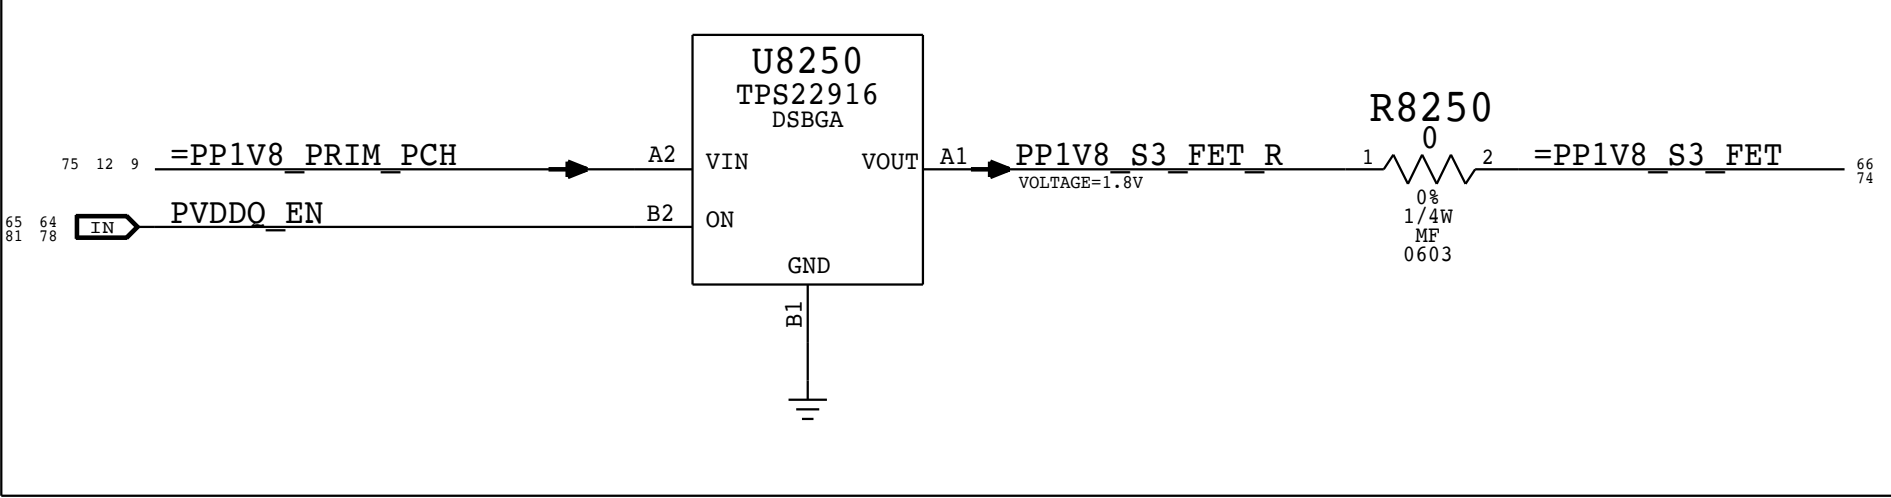 U8250
TPS22916
DSBGA
R8250
0
75 12 9 =PP1V8_PRIM_PCH A2 VIN VOUT A1 PP1V8_S3_FET_R 1 2 =PP1V8_S3_FET 66
74
VOLTAGE=1.8V
0%
1/4W
MF
0603
65 64
81 78
IN PVDDQ_EN B2 ON
GND
B1